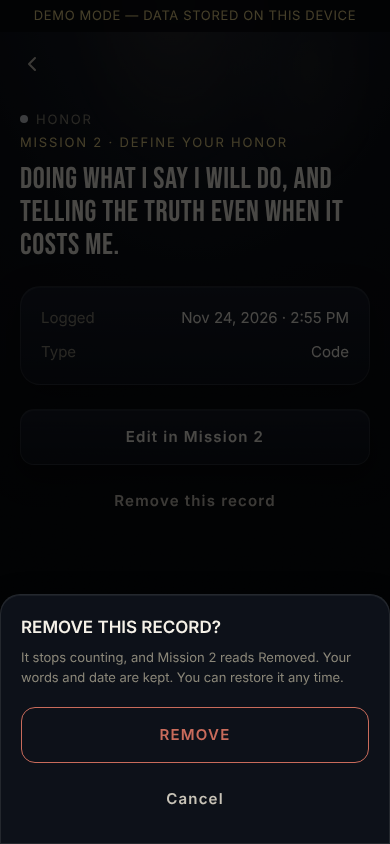 DEMO MODE — DATA STORED ON THIS DEVICE
HONOR
MISSION 2 · DEFINE YOUR HONOR
DOING WHAT I SAY I WILL DO, AND
TELLING THE TRUTH EVEN WHEN IT
COSTS ME.
Logged Nov 24, 2026 · 2:55 PM
Type Code
Edit in Mission 2
Remove this record
REMOVE THIS RECORD?
It stops counting, and Mission 2 reads Removed. Your
words and date are kept. You can restore it any time.
REMOVE
Cancel